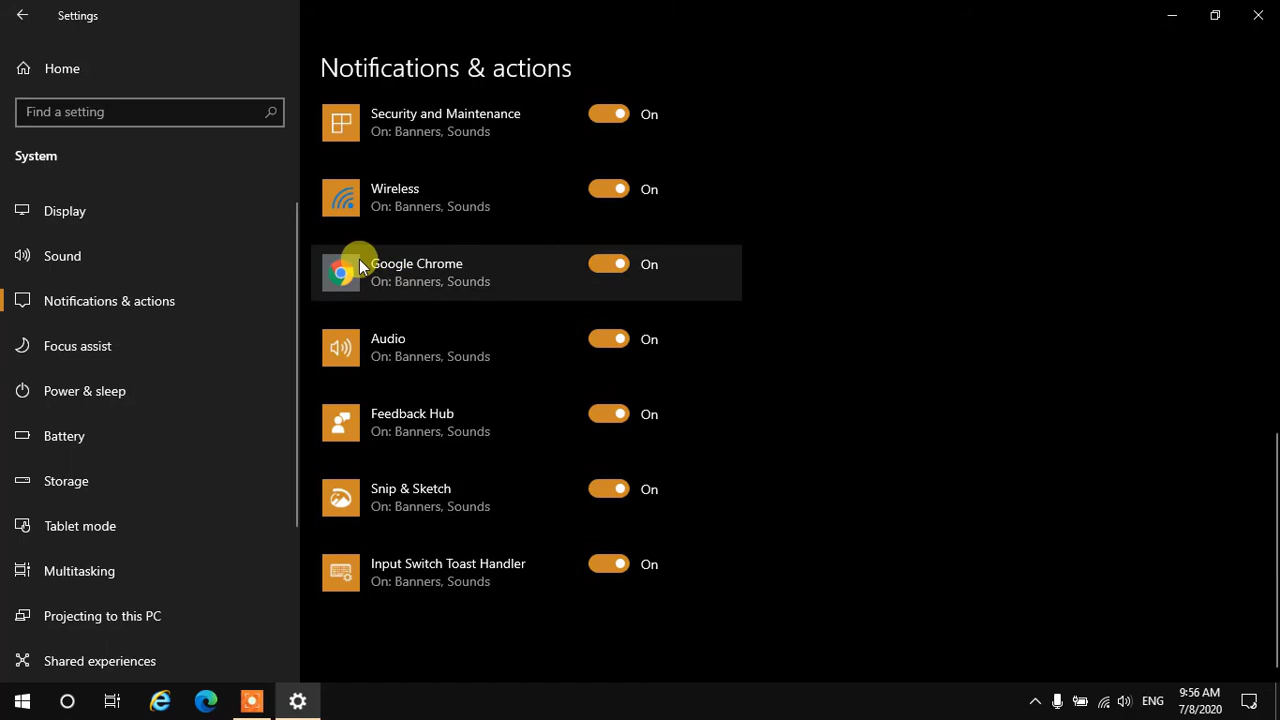 Settings
Home
Find a setting
System
Display
Sound
Notifications & actions
Focus assist
Power & sleep
Battery
Storage
Tablet mode
Multitasking
Projecting to this PC
Shared experiences
Notifications & actions
Security and Maintenance
On: Banners, Sounds
On
Wireless
On: Banners, Sounds
On
Google Chrome
On: Banners, Sounds
On
Audio
On: Banners, Sounds
On
Feedback Hub
On: Banners, Sounds
On
Snip & Sketch
On: Banners, Sounds
On
Input Switch Toast Handler
On: Banners, Sounds
On
ENG
9:56 AM
7/8/2020